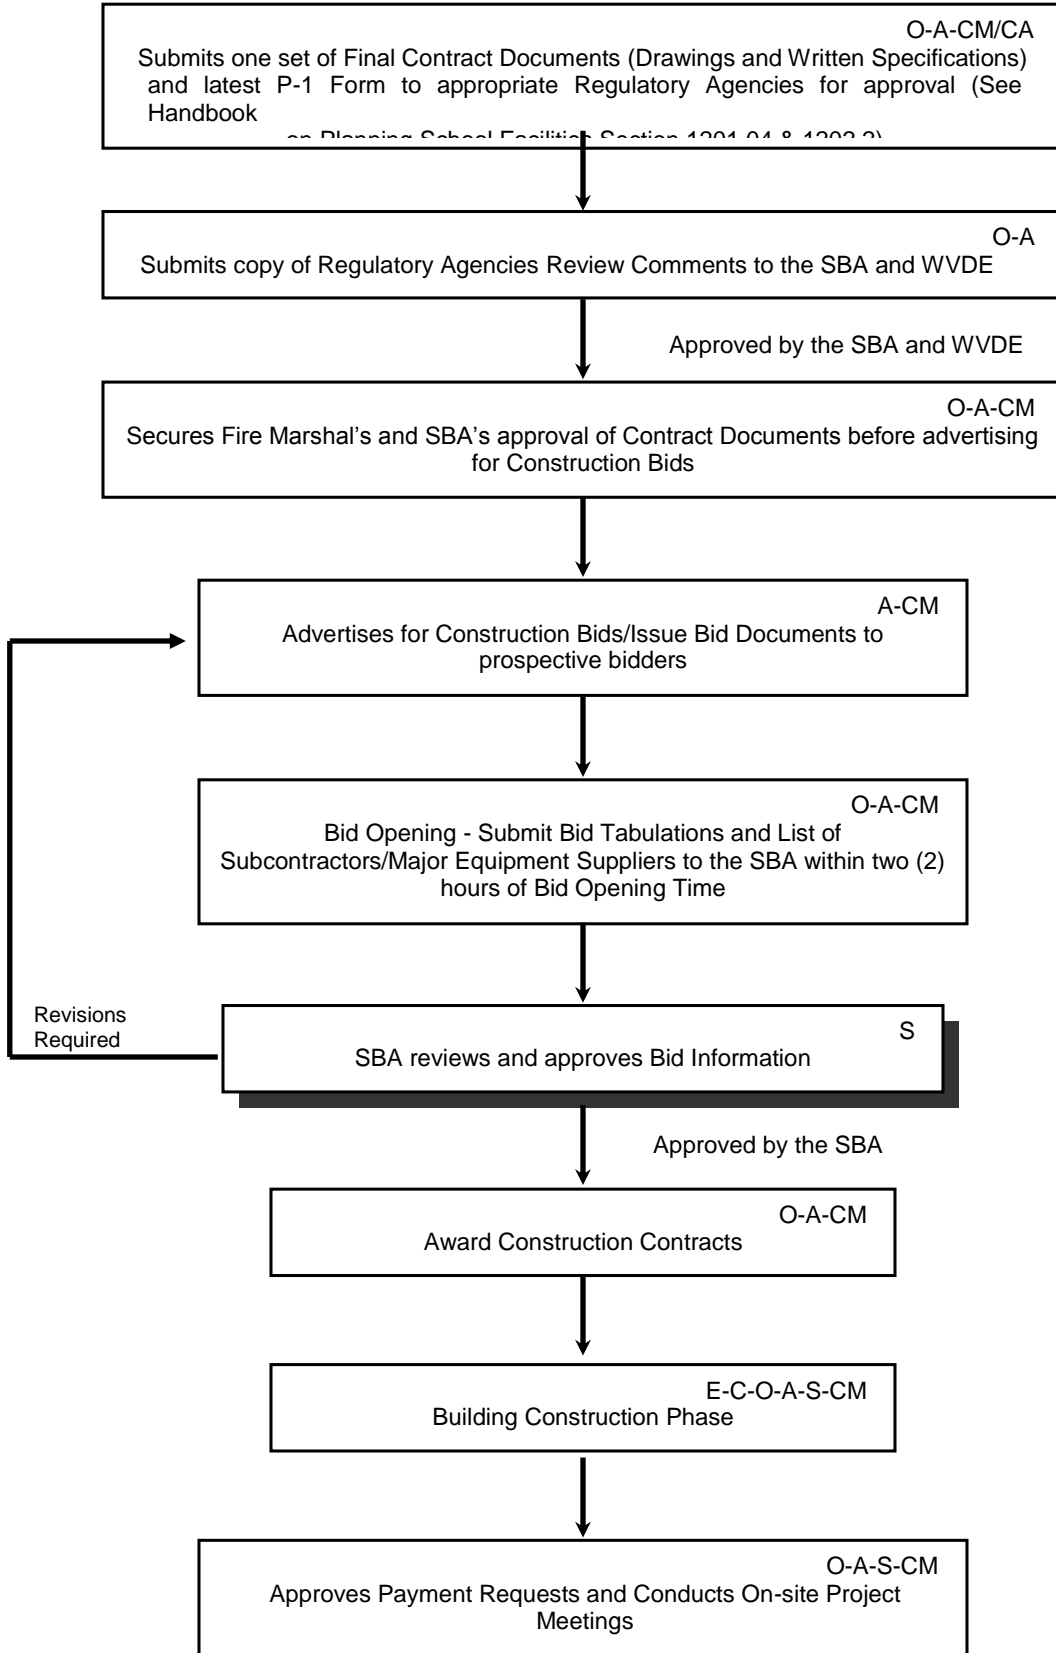 O-A-CM/CA
Submits one set of Final Contract Documents (Drawings and Written Specifications)
and latest P-1 Form to appropriate Regulatory Agencies for approval (See
Handbook
on Planning School Facilities Section
O-A
Submits copy of Regulatory Agencies Review Comments to the SBA and WVDE
Approved by the SBA and WVDE
O-A-CM
Secures Fire Marshal’s and SBA’s approval of Contract Documents before advertising
for Construction Bids
A-CM
Advertises for Construction Bids/Issue Bid Documents to
prospective bidders
O-A-CM
Bid Opening - Submit Bid Tabulations and List of
Subcontractors/Major Equipment Suppliers to the SBA within two (2)
hours of Bid Opening Time
Revisions
Required
S
SBA reviews and approves Bid Information
Approved by the SBA
O-A-CM
Award Construction Contracts
E-C-O-A-S-CM
Building Construction Phase
O-A-S-CM
Approves Payment Requests and Conducts On-site Project
Meetings